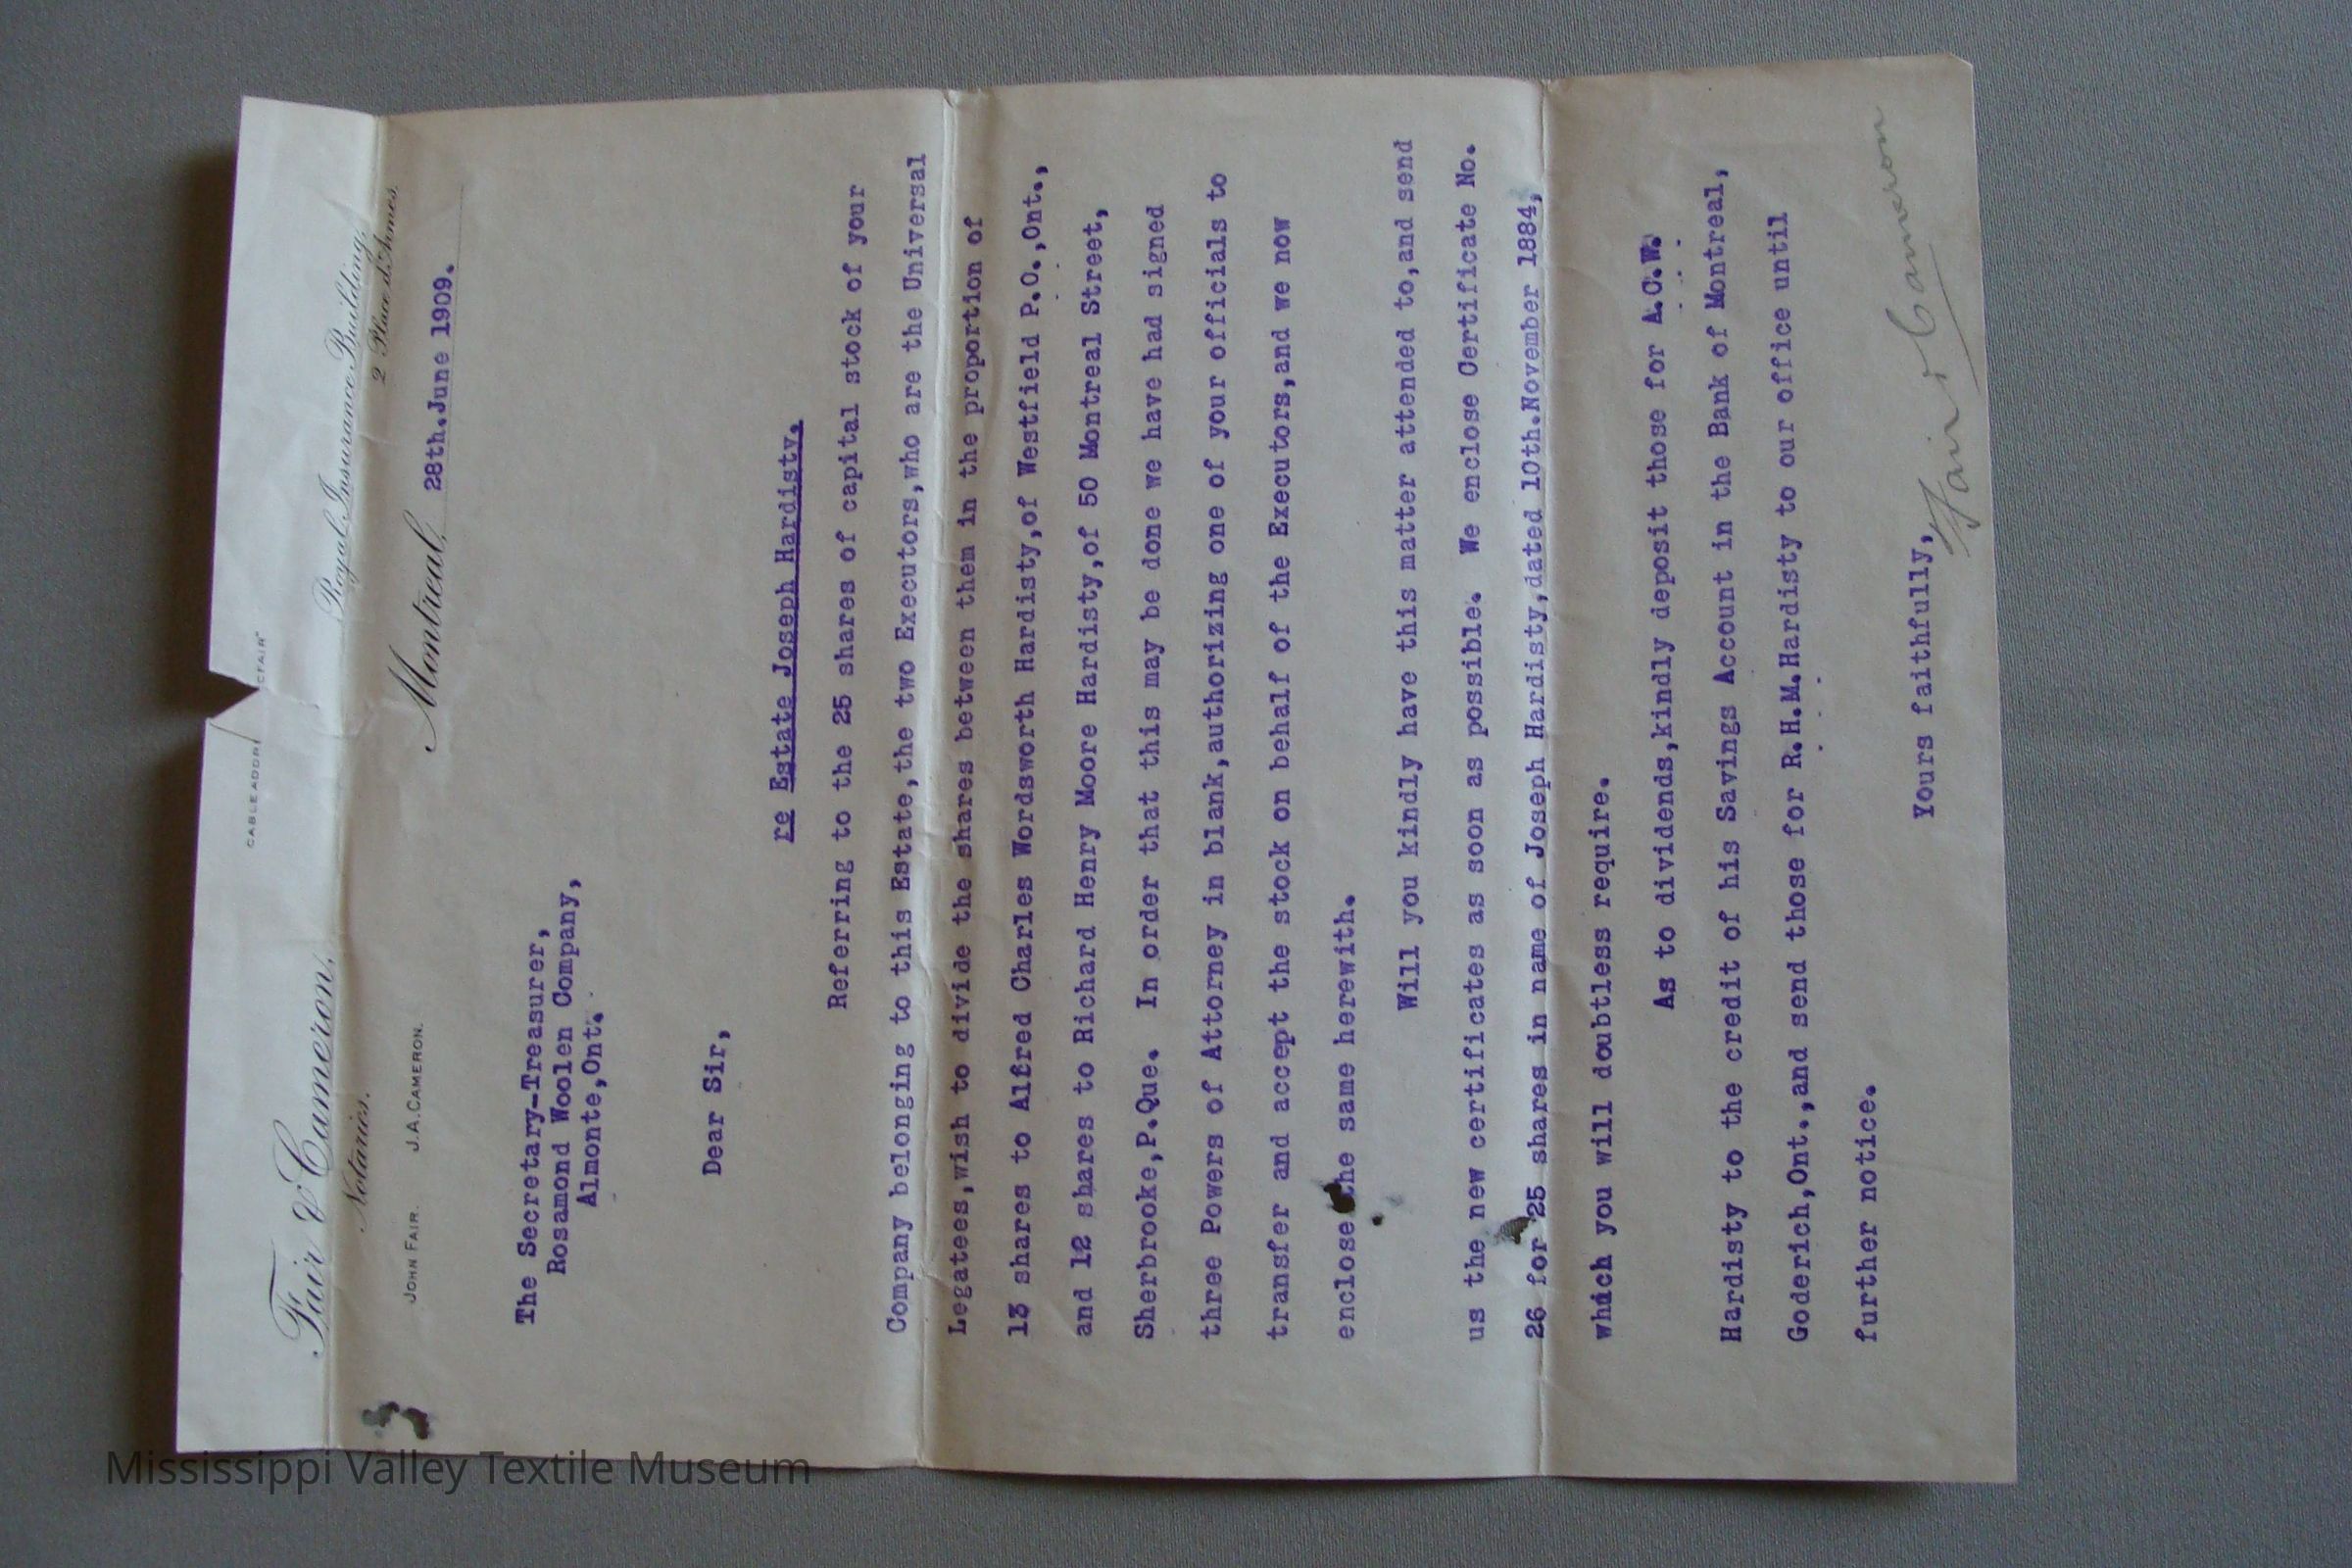 Fair & Cameron.
Notaries.
JOHN FAIR. J.A. CAMERON.
CABLE ADDRE
CFAIR"
Royal Insurance Building,
2 Place d'Armes.
Montreal, 28th.June 1909.
The Secretary-Treasurer,
Rosamond Woolen Company,
Almonte,Ont.
Dear Sir,
re Estate Joseph Hardisty.
Referring to the 25 shares of capital stock of your
Company belonging to this Estate,the two Executors,who are the Universal
Legatees,wish to divide the shares between them in the proportion of
13 shares to Alfred Charles Wordsworth Hardisty,of Westfield P.O.,Ont.,
and 12 shares to Richard Henry Moore Hardisty,of 50 Montreal Street,
Sherbrooke,P.Que. In order that this may be done we have had signed
three Powers of Attorney in blank,authorizing one of your officials to
transfer and accept the stock on behalf of the Executors,and we now
enclose the same herewith.
Will you kindly have this matter attended to,and send
us the new certificates as soon as possible. We enclose Certificate No.
26 for 25 shares in name of Joseph Hardisty,dated 10th.November 1884,
which you will doubtless require.
As to dividends,kindly deposit those for A.C.W.
Hardisty to the credit of his Savings Account in the Bank of Montreal,
Goderich,Ont.,and send those for R.H.M.Hardisty to our office until
further notice.
Yours faithfully,
Fair & Cameron
Mississippi Valley Textile Museum